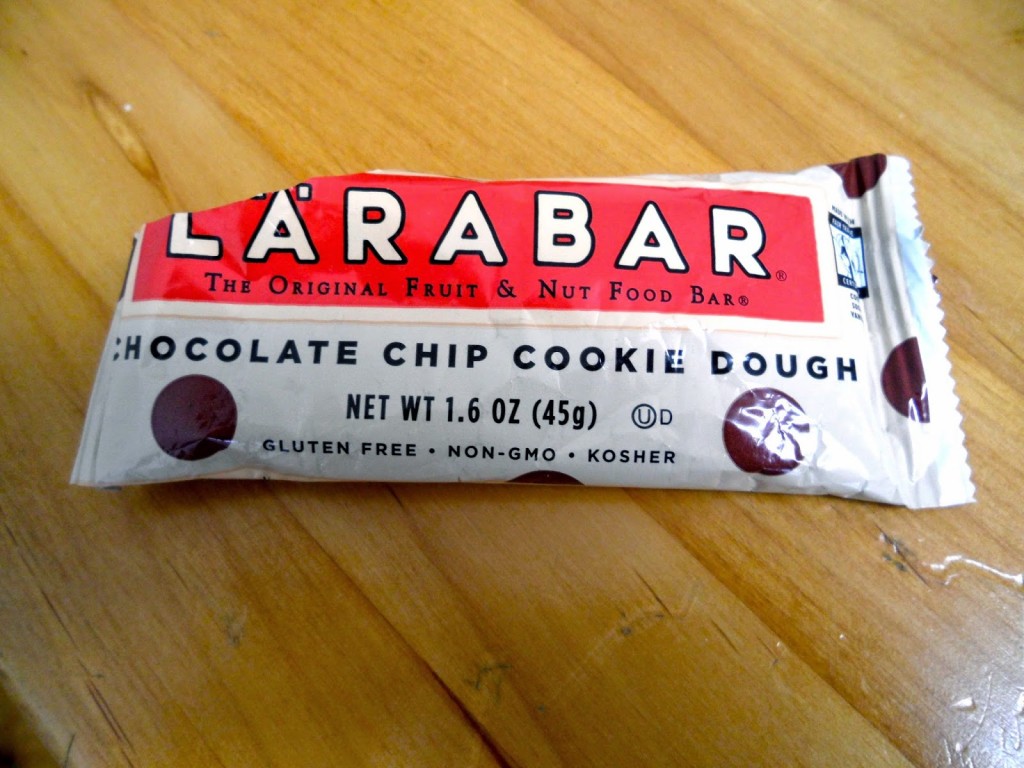 LÄRABAR®
THE ORIGINAL FRUIT & NUT FOOD BAR®
CHOCOLATE CHIP COOKIE DOUGH
NET WT 1.6 OZ (45g) Ⓤ D
GLUTEN FREE • NON-GMO • KOSHER